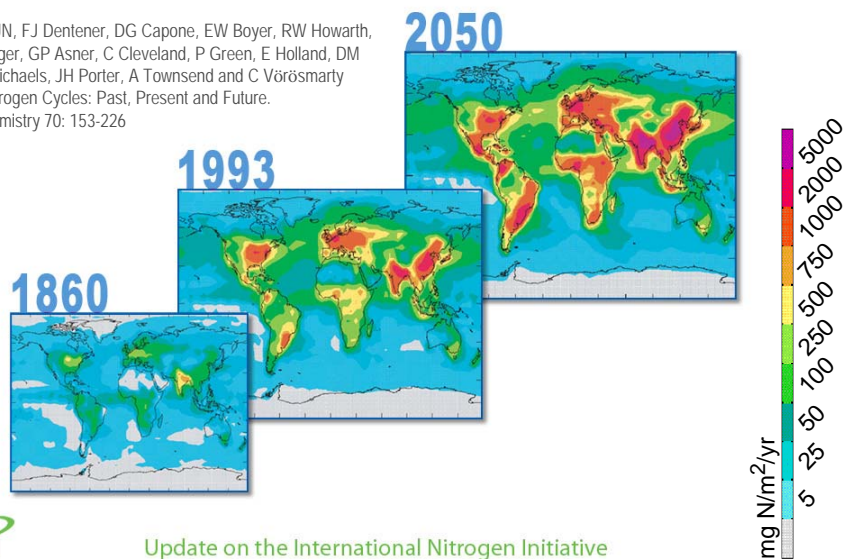 JN, FJ Dentener, DG Capone, EW Boyer, RW Howarth,
ger, GP Asner, C Cleveland, P Green, E Holland, DM
ichaels, JH Porter, A Townsend and C Vörösmarty
rogen Cycles: Past, Present and Future.
mistry 70: 153-226
2050
1993
1860
5000
2000
1000
750
500
250
100
50
25
5
mg N/m²/yr
Update on the International Nitrogen Initiative